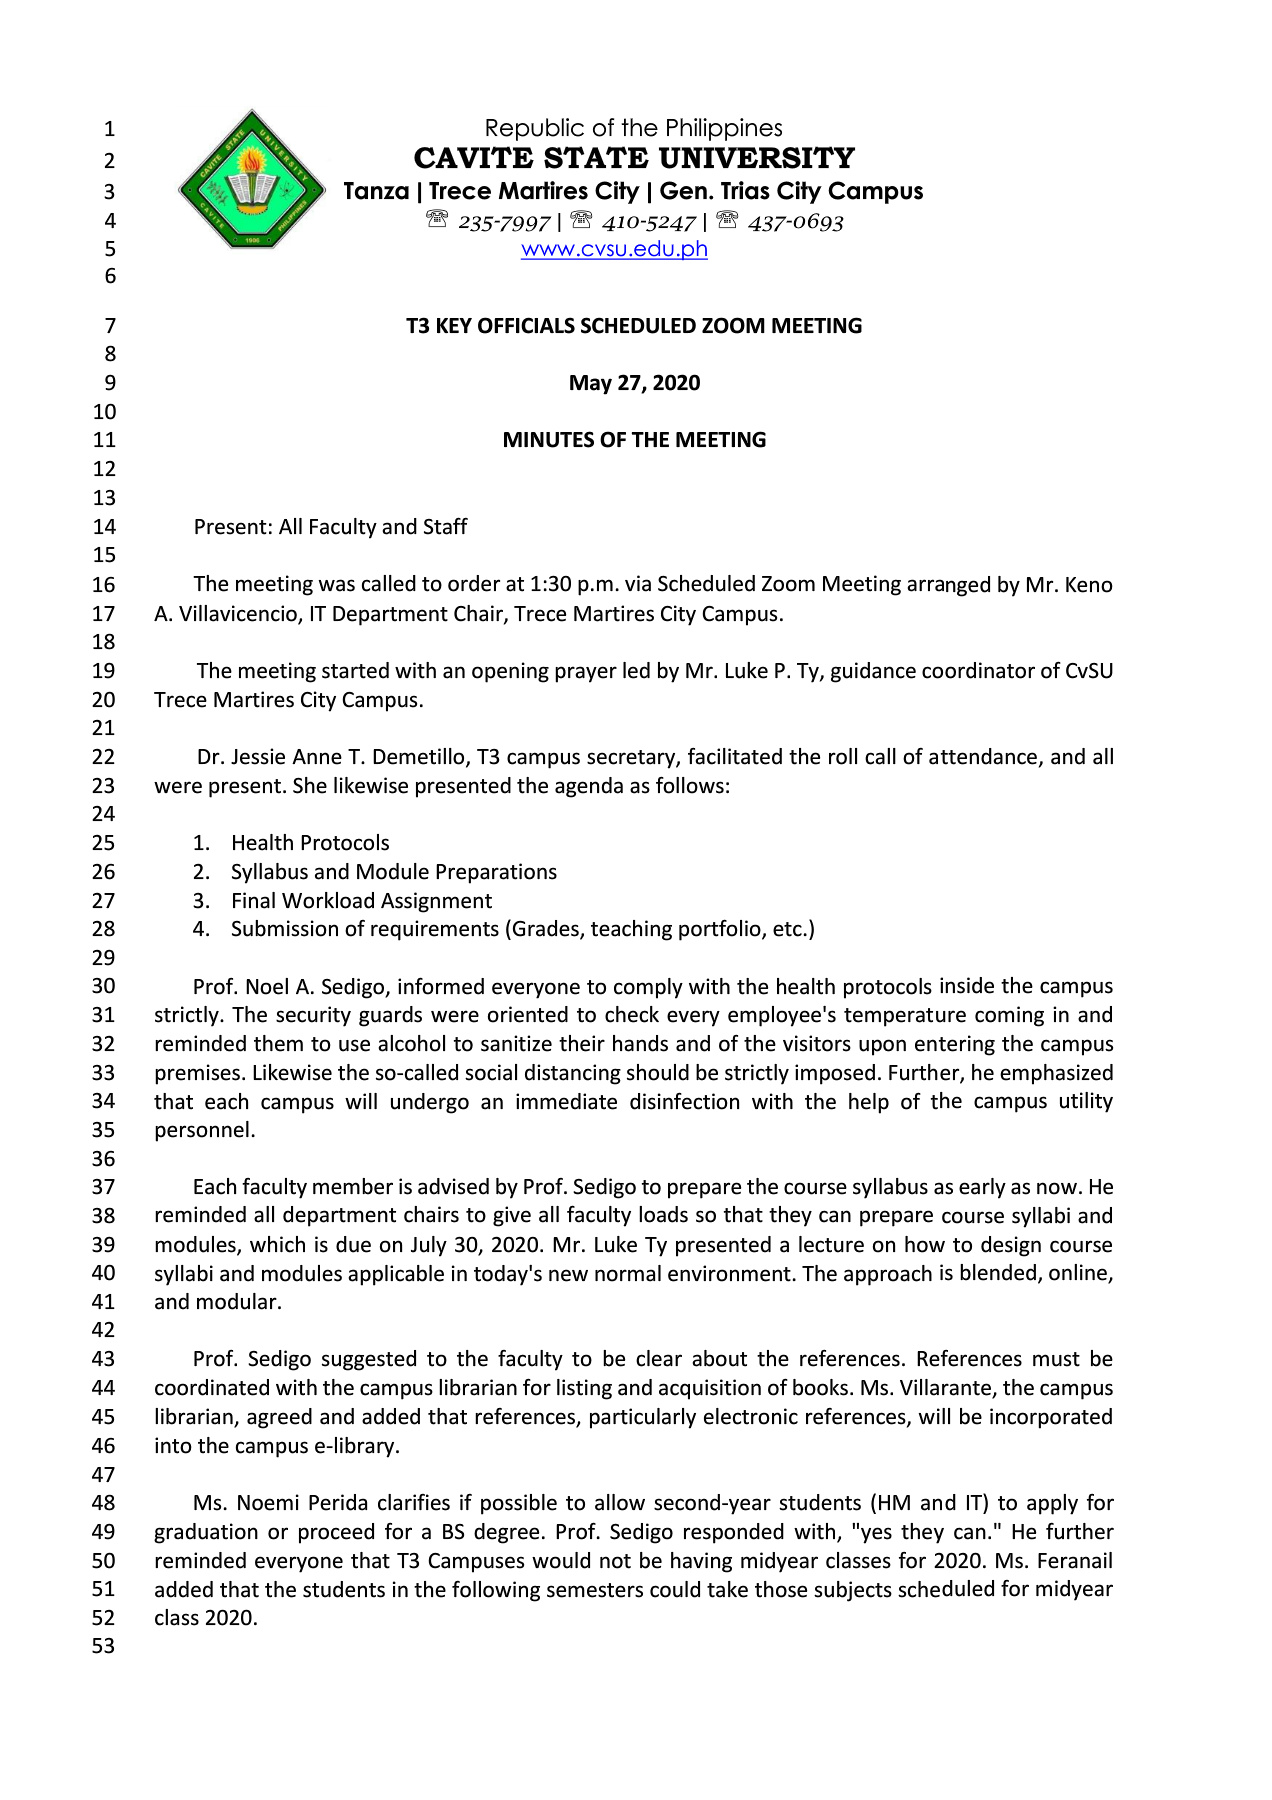 1 Republic of the Philippines
2 CAVITE STATE UNIVERSITY
3 Tanza | Trece Martires City | Gen. Trias City Campus
4 ☏ 235-7997 | ☏ 410-5247 | ☏ 437-0693
5 www.cvsu.edu.ph
6
CAVITE STATE UNIVERSITY
CAVITE PHILIPPINES
1906
7 T3 KEY OFFICIALS SCHEDULED ZOOM MEETING
8
9 May 27, 2020
10
11 MINUTES OF THE MEETING
12
13
14 Present: All Faculty and Staff
15
16 The meeting was called to order at 1:30 p.m. via Scheduled Zoom Meeting arranged by Mr. Keno
17 A. Villavicencio, IT Department Chair, Trece Martires City Campus.
18
19 The meeting started with an opening prayer led by Mr. Luke P. Ty, guidance coordinator of CvSU
20 Trece Martires City Campus.
21
22 Dr. Jessie Anne T. Demetillo, T3 campus secretary, facilitated the roll call of attendance, and all
23 were present. She likewise presented the agenda as follows:
24
25 1. Health Protocols
26 2. Syllabus and Module Preparations
27 3. Final Workload Assignment
28 4. Submission of requirements (Grades, teaching portfolio, etc.)
29
30 Prof. Noel A. Sedigo, informed everyone to comply with the health protocols inside the campus
31 strictly. The security guards were oriented to check every employee's temperature coming in and
32 reminded them to use alcohol to sanitize their hands and of the visitors upon entering the campus
33 premises. Likewise the so-called social distancing should be strictly imposed. Further, he emphasized
34 that each campus will undergo an immediate disinfection with the help of the campus utility
35 personnel.
36
37 Each faculty member is advised by Prof. Sedigo to prepare the course syllabus as early as now. He
38 reminded all department chairs to give all faculty loads so that they can prepare course syllabi and
39 modules, which is due on July 30, 2020. Mr. Luke Ty presented a lecture on how to design course
40 syllabi and modules applicable in today's new normal environment. The approach is blended, online,
41 and modular.
42
43 Prof. Sedigo suggested to the faculty to be clear about the references. References must be
44 coordinated with the campus librarian for listing and acquisition of books. Ms. Villarante, the campus
45 librarian, agreed and added that references, particularly electronic references, will be incorporated
46 into the campus e-library.
47
48 Ms. Noemi Perida clarifies if possible to allow second-year students (HM and IT) to apply for
49 graduation or proceed for a BS degree. Prof. Sedigo responded with, "yes they can." He further
50 reminded everyone that T3 Campuses would not be having midyear classes for 2020. Ms. Feranail
51 added that the students in the following semesters could take those subjects scheduled for midyear
52 class 2020.
53